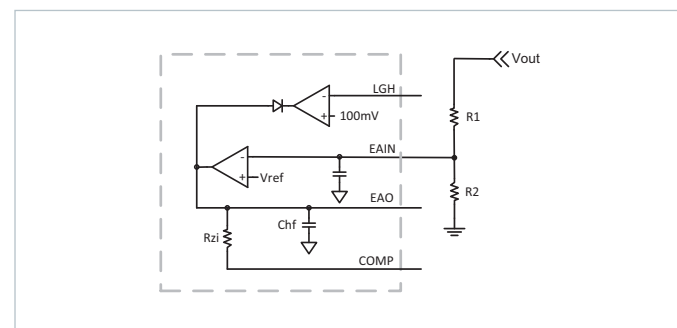 Vout
LGH
-
+
100mV
R1
EAIN
-
+
Vref
R2
EAO
Chf
Rzi
COMP